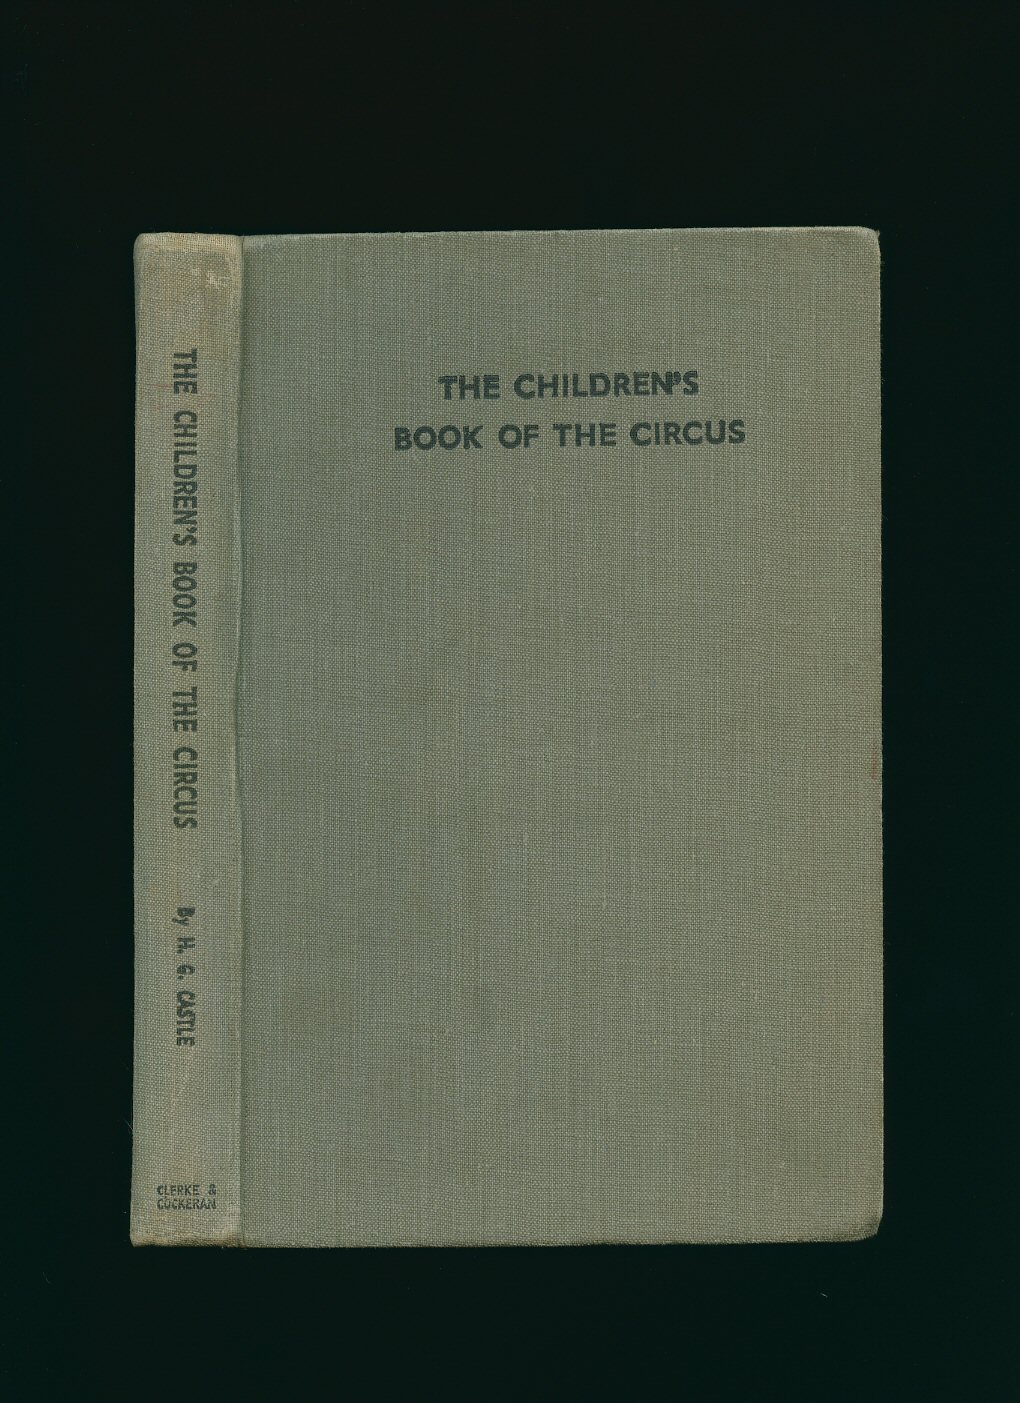 THE CHILDREN'S
BOOK OF THE CIRCUS
THE CHILDREN'S BOOK OF THE CIRCUS By H. G. CASTLE
CLERKE &
COCKERAN